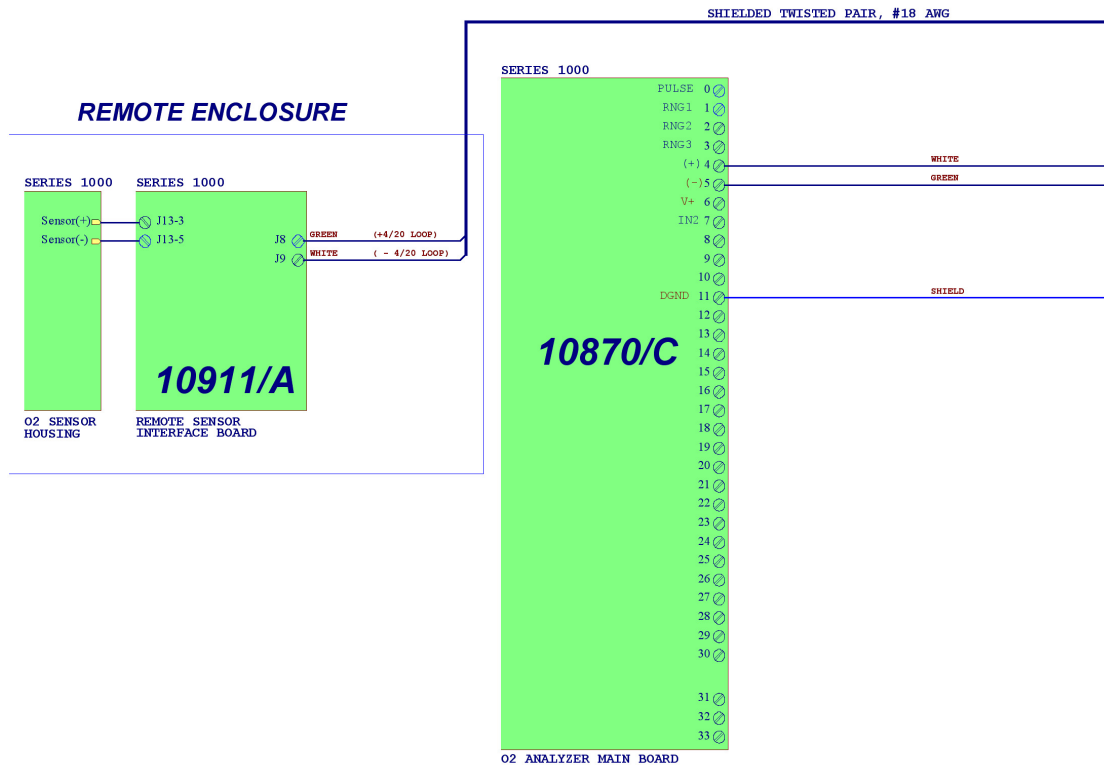 SHIELDED TWISTED PAIR, #18 AWG
REMOTE ENCLOSURE
SERIES 1000
Sensor(+)
Sensor(-)
O2 SENSOR
HOUSING
SERIES 1000
J13-3
J13-5
J8
GREEN (+4/20 LOOP)
J9
WHITE ( - 4/20 LOOP)
10911/A
REMOTE SENSOR
INTERFACE BOARD
SERIES 1000
PULSE 0
RNG1 1
RNG2 2
RNG3 3
(+) 4
WHITE
(-) 5
GREEN
V+ 6
IN2 7
8
9
10
DGND 11
SHIELD
12
13
10870/C
14
15
16
17
18
19
20
21
22
23
24
25
26
27
28
29
30
31
32
33
O2 ANALYZER MAIN BOARD